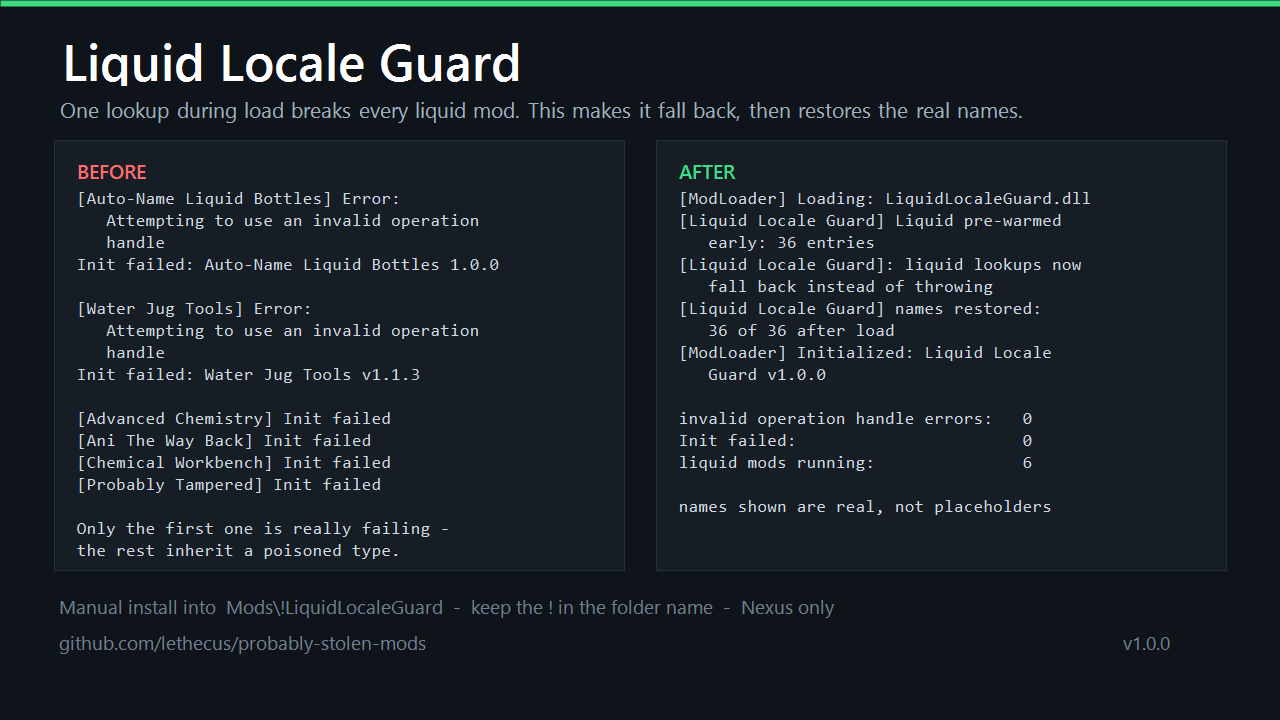 Liquid Locale Guard
One lookup during load breaks every liquid mod. This makes it fall back, then restores the real names.
BEFORE
[Auto-Name Liquid Bottles] Error:
Attempting to use an invalid operation
handle
Init failed: Auto-Name Liquid Bottles 1.0.0
[Water Jug Tools] Error:
Attempting to use an invalid operation
handle
Init failed: Water Jug Tools v1.1.3
[Advanced Chemistry] Init failed
[Ani The Way Back] Init failed
[Chemical Workbench] Init failed
[Probably Tampered] Init failed
Only the first one is really failing -
the rest inherit a poisoned type.
AFTER
[ModLoader] Loading: LiquidLocaleGuard.dll
[Liquid Locale Guard] Liquid pre-warmed
early: 36 entries
[Liquid Locale Guard]: liquid lookups now
fall back instead of throwing
[Liquid Locale Guard] names restored:
36 of 36 after load
[ModLoader] Initialized: Liquid Locale
Guard v1.0.0
invalid operation handle errors: 0
Init failed: 0
liquid mods running: 6
names shown are real, not placeholders
Manual install into Mods\!LiquidLocaleGuard - keep the ! in the folder name - Nexus only
github.com/lethecus/probably-stolen-mods
v1.0.0